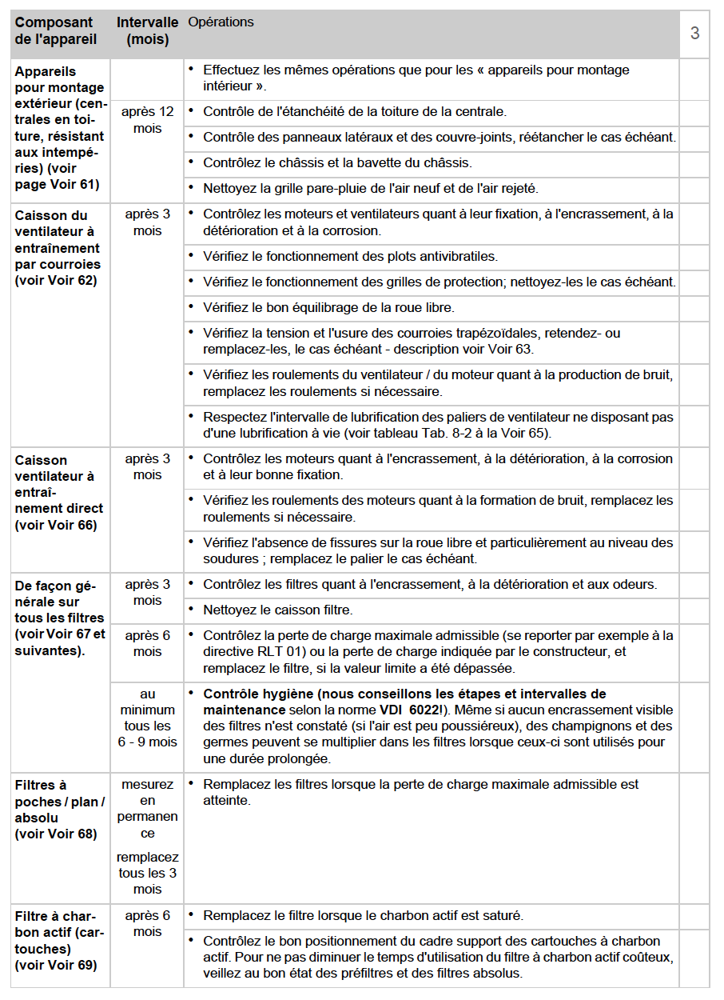 Composant
de l'appareil
Intervalle
(mois)
Opérations
3
Appareils
pour montage
extérieur (cen-
trales en toi-
ture, résistant
aux intempé-
ries) (voir
page Voir 61)
• Effectuez les mêmes opérations que pour les « appareils pour montage
intérieur ».
après 12
mois
• Contrôle de l'étanchéité de la toiture de la centrale.
• Contrôle des panneaux latéraux et des couvre-joints, réétancher le cas échéant.
• Contrôlez le châssis et la bavette du châssis.
• Nettoyez la grille pare-pluie de l'air neuf et de l'air rejeté.
Caisson du
ventilateur à
entraînement
par courroies
(voir Voir 62)
après 3
mois
• Contrôlez les moteurs et ventilateurs quant à leur fixation, à l'encrassement, à la
détérioration et à la corrosion.
• Vérifiez le fonctionnement des plots antivibratiles.
• Vérifiez le fonctionnement des grilles de protection; nettoyez-les le cas échéant.
• Vérifiez le bon équilibrage de la roue libre.
• Vérifiez la tension et l'usure des courroies trapézoïdales, retendez- ou
remplacez-les, le cas échéant - description voir Voir 63.
• Vérifiez les roulements du ventilateur / du moteur quant à la production de bruit,
remplacez les roulements si nécessaire.
• Respectez l'intervalle de lubrification des paliers de ventilateur ne disposant pas
d'une lubrification à vie (voir tableau Tab. 8-2 à la Voir 65).
Caisson
ventilateur à
entraî-
nement direct
(voir Voir 66)
après 3
mois
• Contrôlez les moteurs quant à l'encrassement, à la détérioration, à la corrosion
et à leur bonne fixation.
• Vérifiez les roulements des moteurs quant à la formation de bruit, remplacez les
roulements si nécessaire.
• Vérifiez l'absence de fissures sur la roue libre et particulièrement au niveau des
soudures ; remplacez le palier le cas échéant.
De façon gé-
nérale sur
tous les filtres
(voir Voir 67 et
suivantes).
après 3
mois
• Contrôlez les filtres quant à l'encrassement, à la détérioration et aux odeurs.
• Nettoyez le caisson filtre.
après 6
mois
• Contrôlez la perte de charge maximale admissible (se reporter par exemple à la
directive RLT 01) ou la perte de charge indiquée par le constructeur, et
remplacez le filtre, si la valeur limite a été dépassée.
au
minimum
tous les
6 - 9 mois
• Contrôle hygiène (nous conseillons les étapes et intervalles de
maintenance selon la norme VDI 6022!). Même si aucun encrassement visible
des filtres n'est constaté (si l'air est peu poussiéreux), des champignons et des
germes peuvent se multiplier dans les filtres lorsque ceux-ci sont utilisés pour
une durée prolongée.
Filtres à
poches / plan /
absolu
(voir Voir 68)
mesurez
en
permanen
ce
remplacez
tous les 3
mois
• Remplacez les filtres lorsque la perte de charge maximale admissible est
atteinte.
Filtre à char-
bon actif (car-
touches)
(voir Voir 69)
après 6
mois
• Remplacez le filtre lorsque le charbon actif est saturé.
• Contrôlez le bon positionnement du cadre support des cartouches à charbon
actif. Pour ne pas diminuer le temps d'utilisation du filtre à charbon actif coûteux,
veillez au bon état des préfiltres et des filtres absolus.